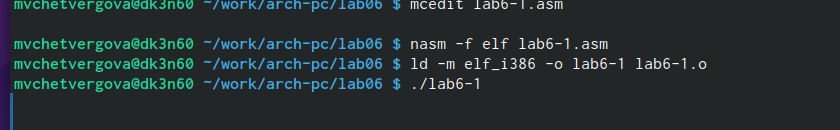 mvchetvergova@dk3n60 ~/work/arch-pc/lab06 $ mcedit lab6-1.asm
mvchetvergova@dk3n60 ~/work/arch-pc/lab06 $ nasm -f elf lab6-1.asm
mvchetvergova@dk3n60 ~/work/arch-pc/lab06 $ ld -m elf_i386 -o lab6-1 lab6-1.o
mvchetvergova@dk3n60 ~/work/arch-pc/lab06 $ ./lab6-1